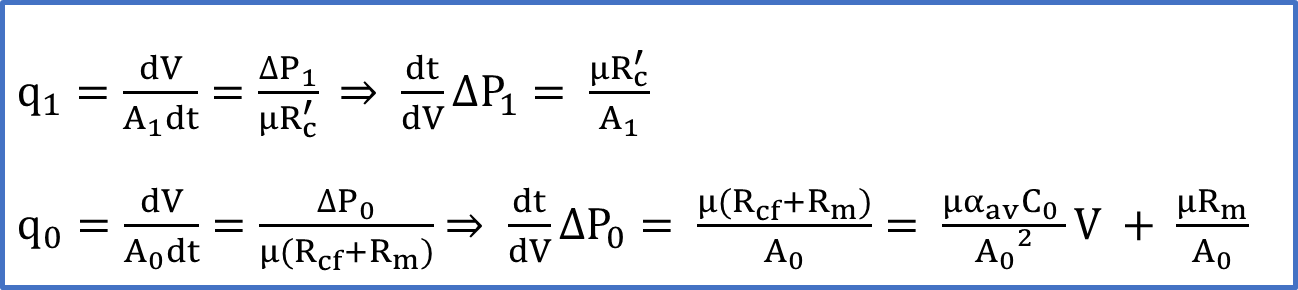 q₁ = dV/A₁dt = ΔP₁/μR′c ⇒ dt/dV ΔP₁ = μR′c/A₁
q₀ = dV/A₀dt = ΔP₀/μ(Rcf+Rm) ⇒ dt/dV ΔP₀ = μ(Rcf+Rm)/A₀ = μαavC₀/A₀² V + μRm/A₀